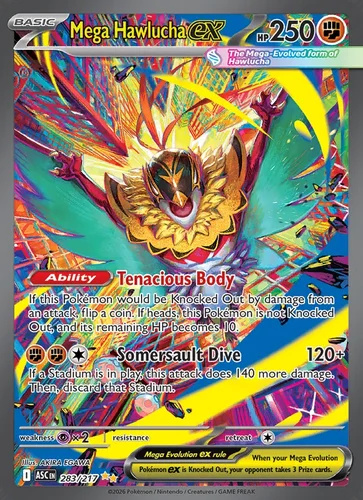 BASIC Mega Hawlucha ex HP 250
The Mega-Evolved form of
Hawlucha
Ability Tenacious Body
If this Pokémon would be Knocked Out by damage from
an attack, flip a coin. If heads, this Pokémon is not Knocked
Out, and its remaining HP becomes 10.
Somersault Dive 120+
If a Stadium is in play, this attack does 140 more damage.
Then, discard that Stadium.
weakness ×2 resistance retreat
Illus. AKIRA EGAWA
Mega Evolution ex rule
When your Mega Evolution
Pokémon ex is Knocked Out, your opponent takes 3 Prize cards.
I ASC EN 283/217
©2026 Pokémon / Nintendo / Creatures / GAME FREAK